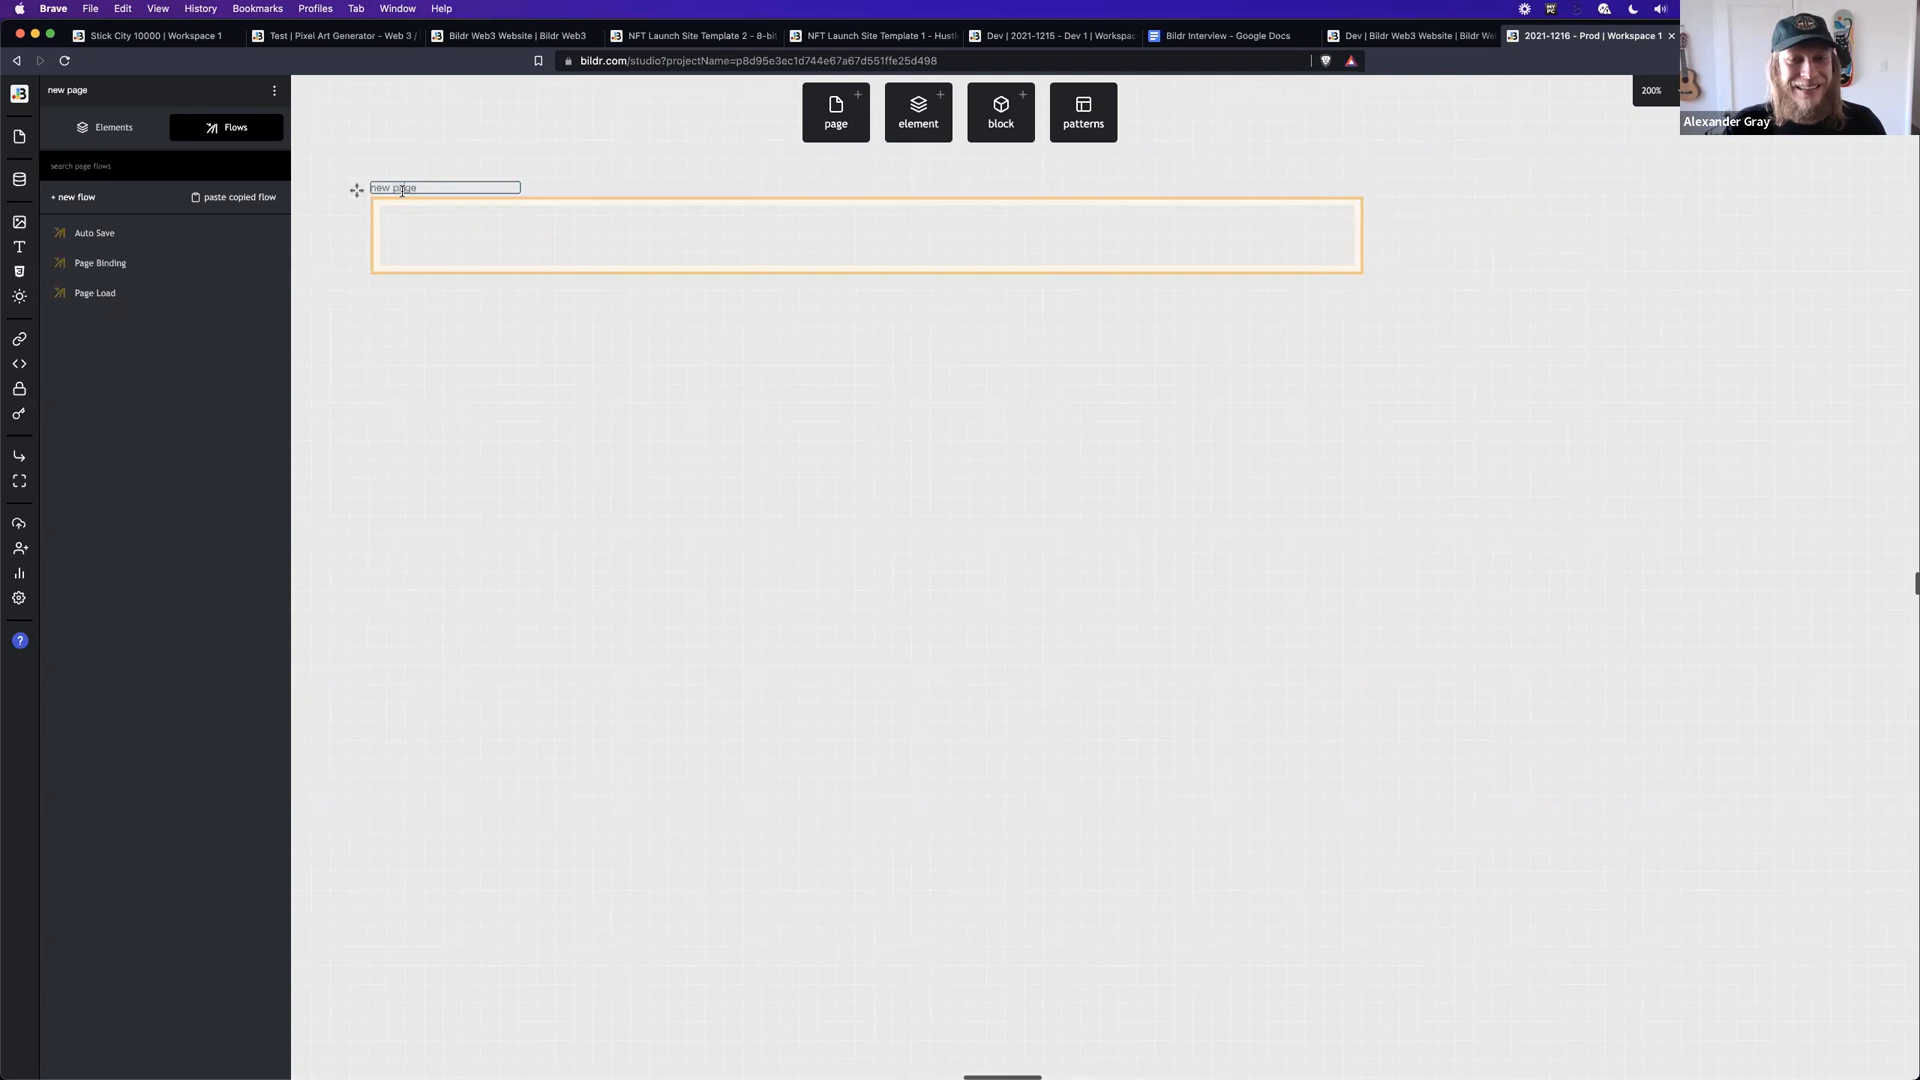 Brave File Edit View History Bookmarks Profiles Tab Window Help
Stick City 10000 | Workspace 1
Test | Pixel Art Generator - Web 3 /
Bildr Web3 Website | Bildr Web3
NFT Launch Site Template 2 - 8-bit
NFT Launch Site Template 1 - Hustl
Dev | 2021-1215 - Dev 1 | Workspac
Bildr Interview - Google Docs
Dev | Bildr Web3 Website | Bildr We
2021-1216 - Prod | Workspace 1
bildr.com/studio?projectName=p8d95e3ec1d744e67a67d551ffe25d498
new page
Elements Flows
search page flows
+ new flow paste copied flow
Auto Save
Page Binding
Page Load
page element block patterns
200%
new page
Alexander Gray